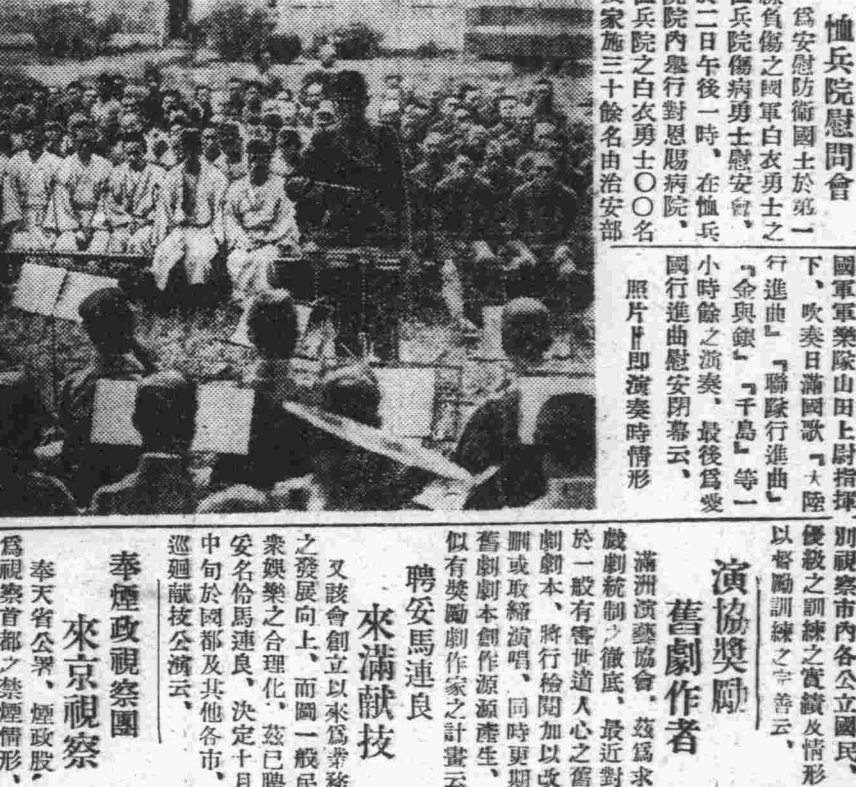 恤兵院慰問會
爲安慰防衞國土於第一
線負傷之國軍白衣勇士之
恤兵院傷病勇士慰安會、
於二日午後一時、在恤兵
院院內舉行對恩賜病院、
恤兵院之白衣勇士〇〇名
家施三十餘名由治安部
國軍軍樂隊山田上尉指揮
下、吹奏日滿國歌『大陸
行進曲』『聯隊行進曲』
『金與銀』『千島』等一
小時餘之演奏、最後爲愛
國行進曲慰安閉幕云、
照片即演奏時情形
別視察市內各公立國民、
優級之訓練之實績及情形
以督勵訓練之完善云、
演協獎勵
舊劇作者
滿洲演藝協會、茲爲求
戲劇統制之徹底、最近對
於一般有害世道人心之舊
劇劇本、將行檢閱加以改
刪或取締演唱、同時更期
舊劇劇本創作源源產生、
似有獎勵劇作家之計畫云
聘妥馬連良
來滿献技
又該會創立以來爲業務
之發展向上、而圖一般民
衆娛樂之合理化、茲已聘
妥名伶馬連良、決定十月
中旬於國都及其他各市、
巡廻献技公演云、
奉煙政視察團
來京視察
奉天省公署、煙政股
爲視察首都之禁煙情形、